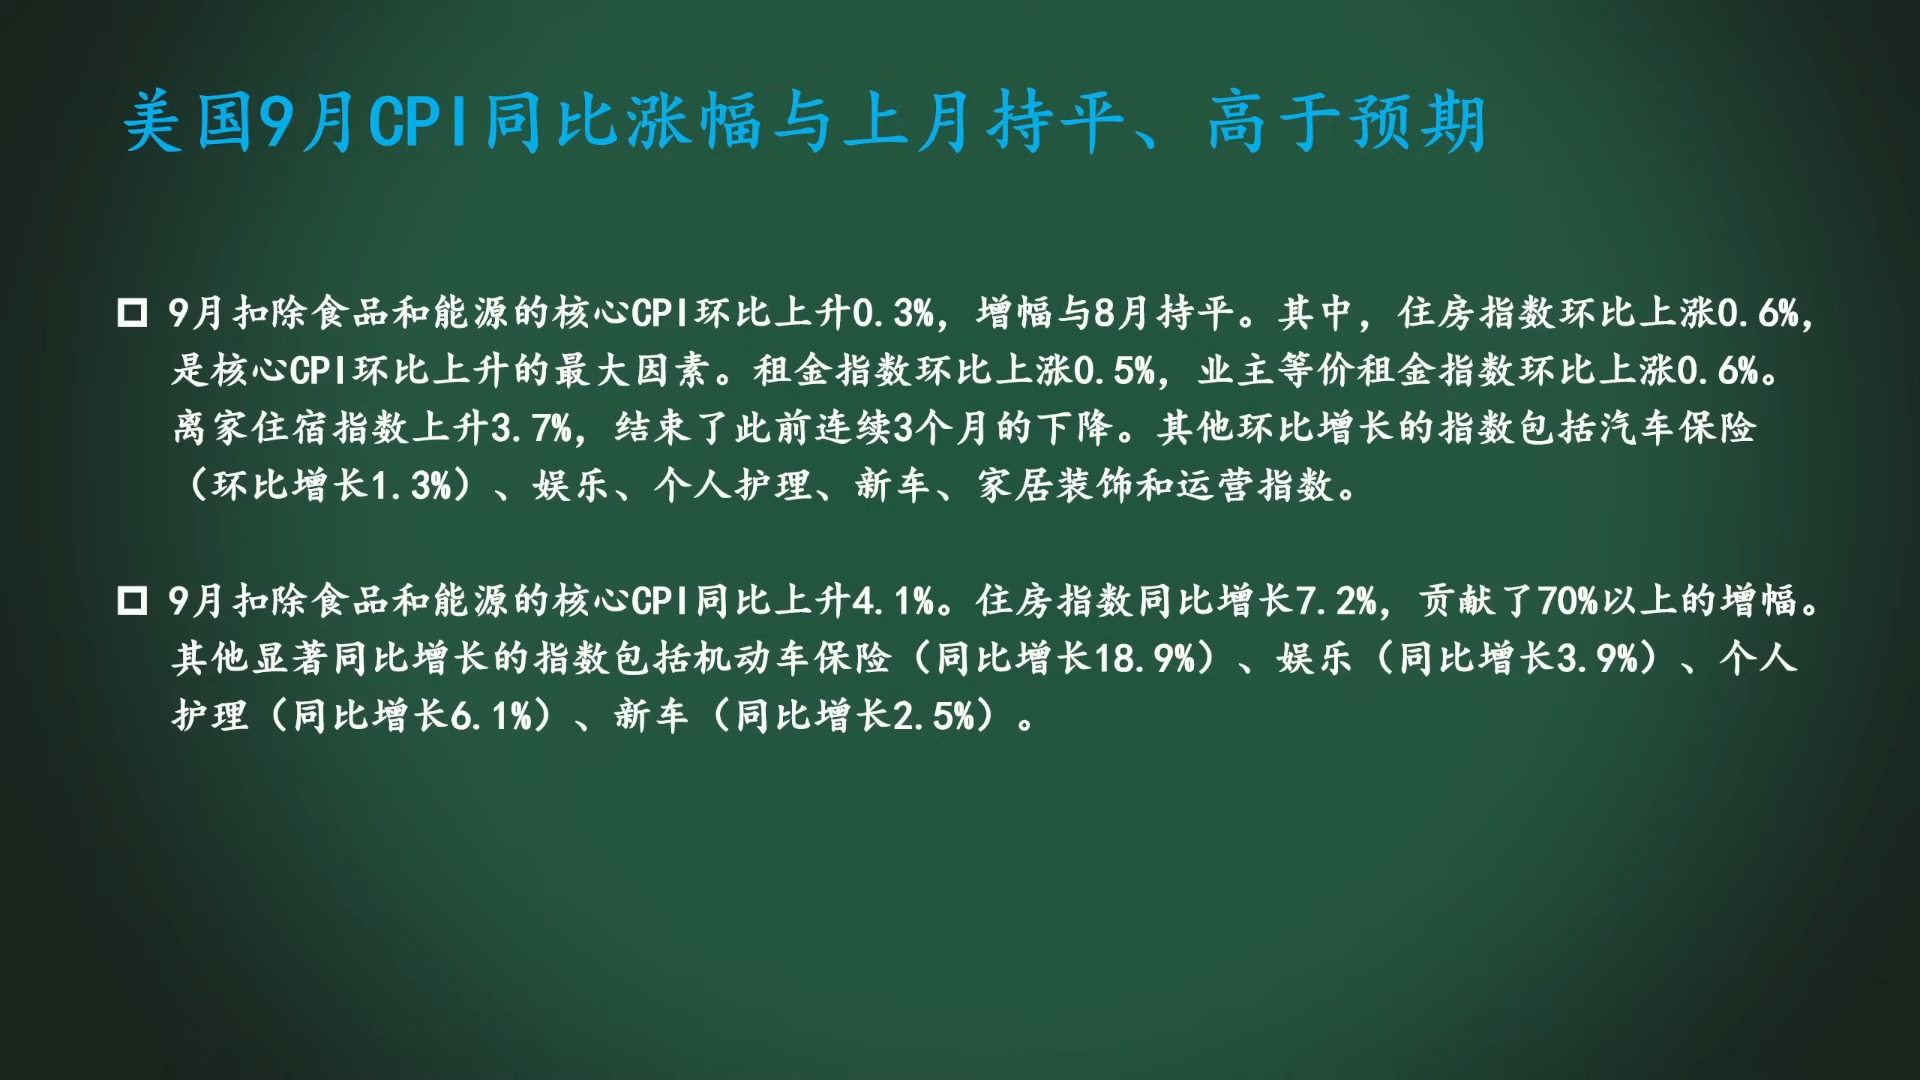 美国9月CPI同比涨幅与上月持平、高于预期
9月扣除食品和能源的核心CPI环比上升0.3%，增幅与8月持平。其中，住房指数环比上涨0.6%，
是核心CPI环比上升的最大因素。租金指数环比上涨0.5%，业主等价租金指数环比上涨0.6%。
离家住宿指数上升3.7%，结束了此前连续3个月的下降。其他环比增长的指数包括汽车保险
（环比增长1.3%）、娱乐、个人护理、新车、家居装饰和运营指数。
9月扣除食品和能源的核心CPI同比上升4.1%。住房指数同比增长7.2%，贡献了70%以上的增幅。
其他显著同比增长的指数包括机动车保险（同比增长18.9%）、娱乐（同比增长3.9%）、个人
护理（同比增长6.1%）、新车（同比增长2.5%）。